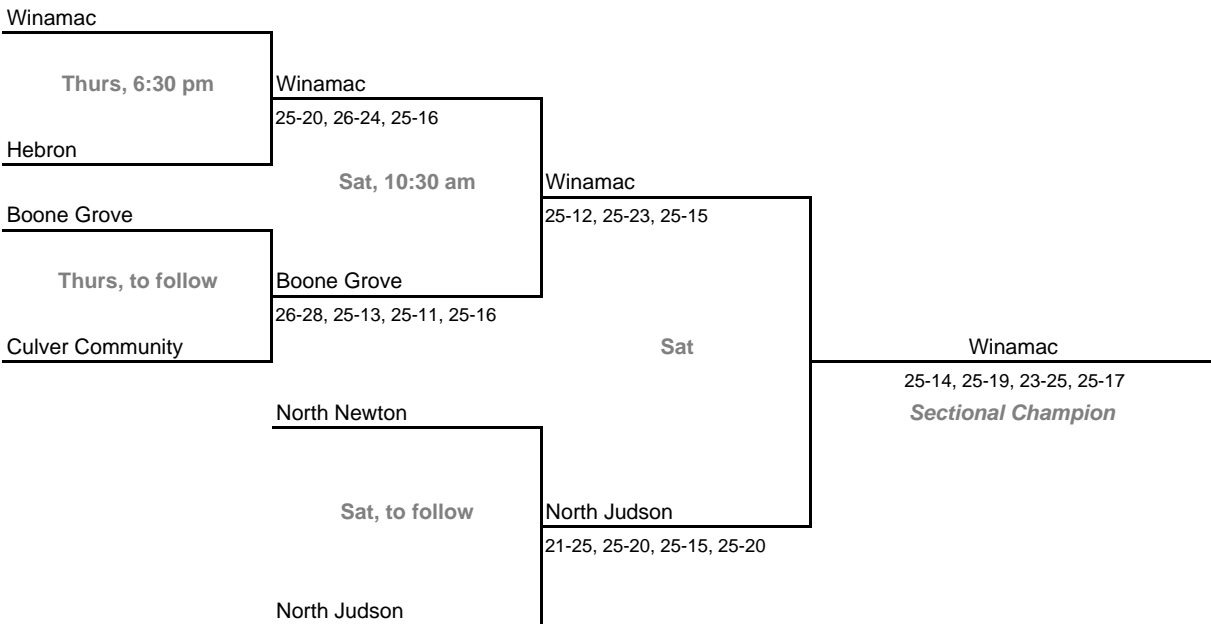 Winamac
Thurs, 6:30 pm
Winamac
25-20, 26-24, 25-16
Hebron
Sat, 10:30 am
Winamac
Boone Grove
25-12, 25-23, 25-15
Thurs, to follow
Boone Grove
26-28, 25-13, 25-11, 25-16
Culver Community
Sat
Winamac
25-14, 25-19, 23-25, 25-17
North Newton
Sectional Champion
Sat, to follow
North Judson
21-25, 25-20, 25-15, 25-20
North Judson